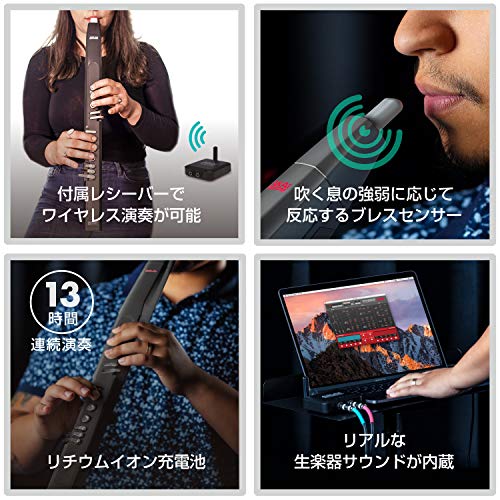 付属レシーバーで
ワイヤレス演奏が可能
吹く息の強弱に応じて
反応するブレスセンサー
13
時間
連続演奏
リチウムイオン充電池
リアルな
生楽器サウンドが内蔵